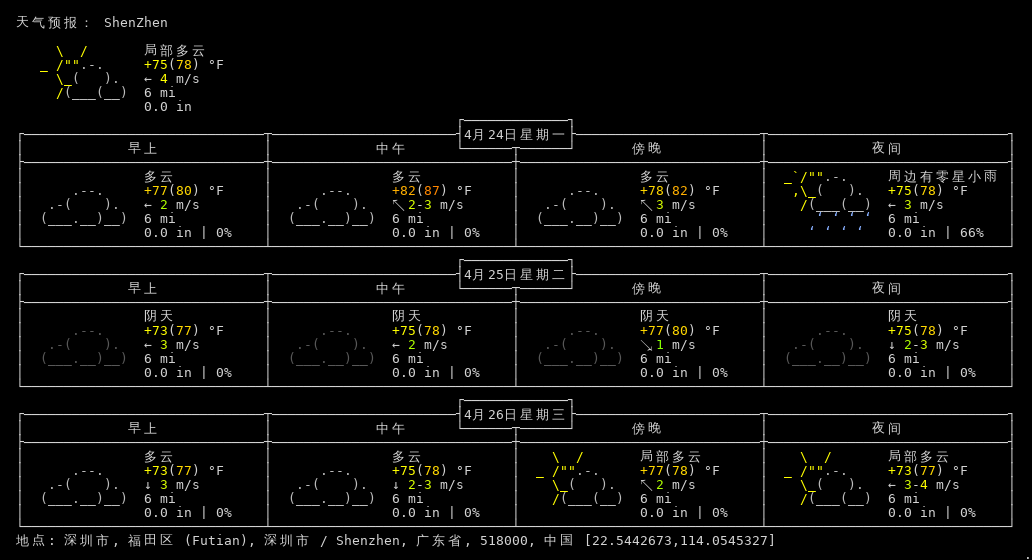 天气预报： ShenZhen
局部多云
+75(78) °F
← 4 m/s
6 mi
0.0 in
4月24日星期一
早上 中午 傍晚 夜间
多云 多云 多云 周边有零星小雨
+77(80) °F +82(87) °F +78(82) °F +75(78) °F
← 2 m/s ↖ 2-3 m/s ↖ 3 m/s ← 3 m/s
6 mi 6 mi 6 mi 6 mi
0.0 in | 0% 0.0 in | 0% 0.0 in | 0% 0.0 in | 66%
4月25日星期二
早上 中午 傍晚 夜间
阴天 阴天 阴天 阴天
+73(77) °F +75(78) °F +77(80) °F +75(78) °F
← 3 m/s ← 2 m/s ↘ 1 m/s ↓ 2-3 m/s
6 mi 6 mi 6 mi 6 mi
0.0 in | 0% 0.0 in | 0% 0.0 in | 0% 0.0 in | 0%
4月26日星期三
早上 中午 傍晚 夜间
多云 多云 局部多云 局部多云
+73(77) °F +75(78) °F +77(78) °F +73(77) °F
↓ 3 m/s ↓ 2-3 m/s ↖ 2 m/s ← 3-4 m/s
6 mi 6 mi 6 mi 6 mi
0.0 in | 0% 0.0 in | 0% 0.0 in | 0% 0.0 in | 0%
地点: 深圳市, 福田区 (Futian), 深圳市 / Shenzhen, 广东省, 518000, 中国 [22.5442673,114.0545327]